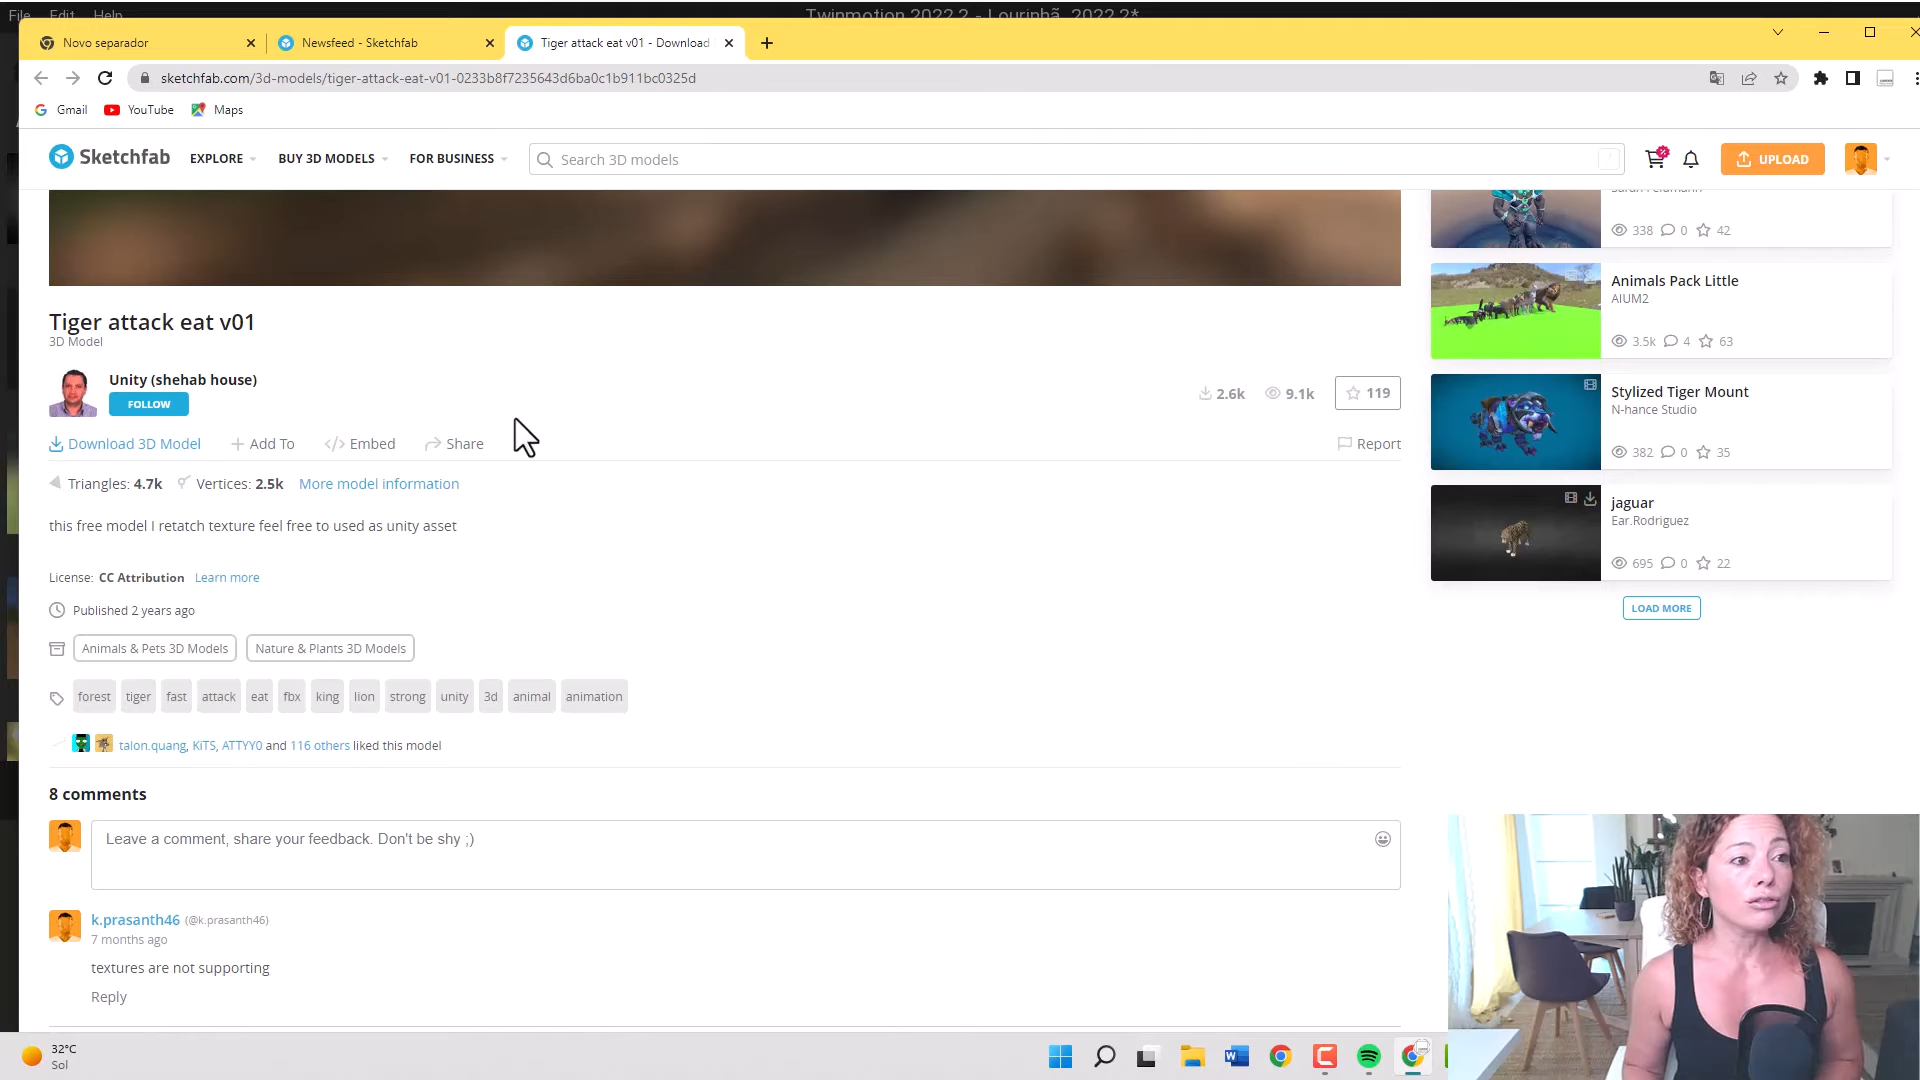 File Edit Help
Twinmotion 2022.2 - Lourinhã_2022.2*
Novo separador
Newsfeed - Sketchfab
Tiger attack eat v01 - Download
sketchfab.com/3d-models/tiger-attack-eat-v01-0233b8f7235643d6ba0c1b911bc0325d
Gmail YouTube Maps
Sketchfab EXPLORE BUY 3D MODELS FOR BUSINESS Search 3D models UPLOAD
338 0 42
Tiger attack eat v01
3D Model
Unity (shehab house)
FOLLOW
2.6k 9.1k 119
Download 3D Model Add To Embed Share Report
Triangles: 4.7k Vertices: 2.5k More model information
this free model I retatch texture feel free to used as unity asset
License: CC Attribution Learn more
Published 2 years ago
Animals & Pets 3D Models Nature & Plants 3D Models
forest tiger fast attack eat fbx king lion strong unity 3d animal animation
talon.quang, KiTS, ATTYY0 and 116 others liked this model
8 comments
Leave a comment, share your feedback. Don't be shy ;)
k.prasanth46 (@k.prasanth46)
7 months ago
textures are not supporting
Reply
Animals Pack Little
AIUM2
3.5k 4 63
Stylized Tiger Mount
N-hance Studio
382 0 35
jaguar
Ear.Rodriguez
695 0 22
LOAD MORE
32°C
Sol